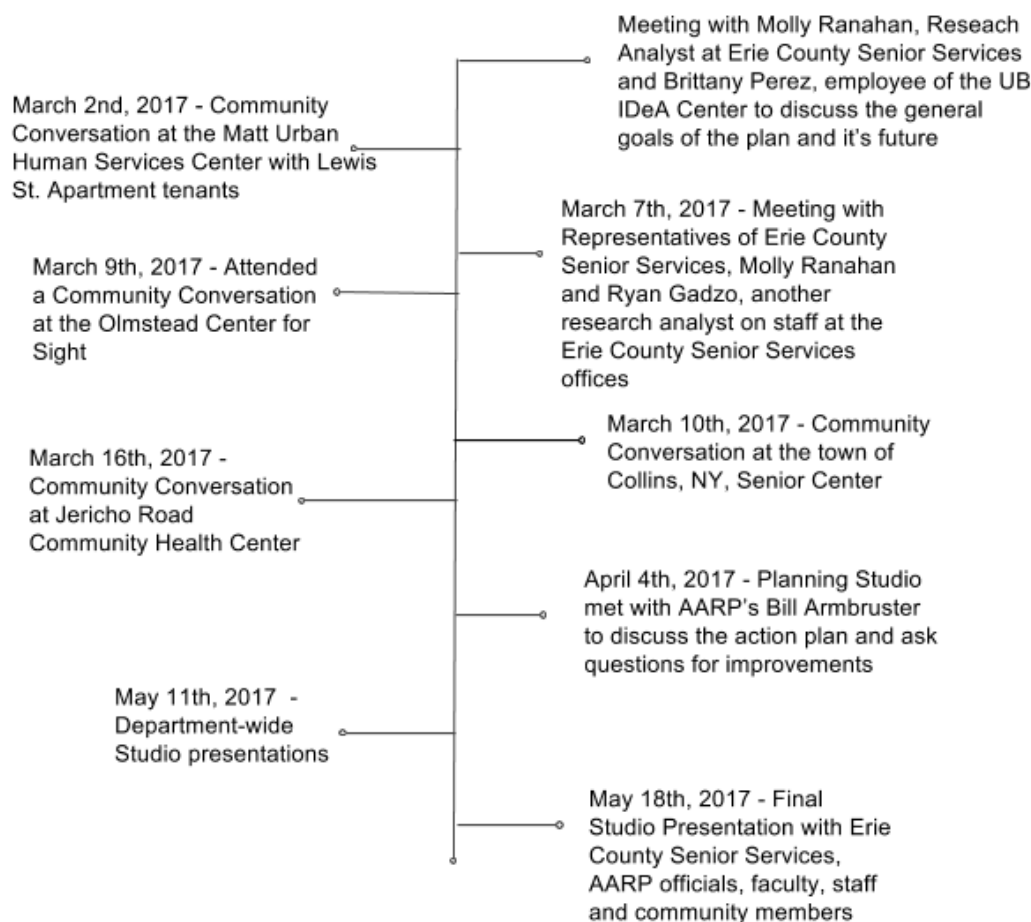 Meeting with Molly Ranahan, Reseach
Analyst at Erie County Senior Services
and Brittany Perez, employee of the UB
IDeA Center to discuss the general
goals of the plan and it's future
March 2nd, 2017 - Community
Conversation at the Matt Urban
Human Services Center with Lewis
St. Apartment tenants
March 7th, 2017 - Meeting with
Representatives of Erie County
Senior Services, Molly Ranahan
and Ryan Gadzo, another
research analyst on staff at the
Erie County Senior Services
offices
March 9th, 2017 - Attended
a Community Conversation
at the Olmstead Center for
Sight
March 10th, 2017 - Community
Conversation at the town of
Collins, NY, Senior Center
March 16th, 2017 -
Community Conversation
at Jericho Road
Community Health Center
April 4th, 2017 - Planning Studio
met with AARP's Bill Armbruster
to discuss the action plan and ask
questions for improvements
May 11th, 2017 -
Department-wide
Studio presentations
May 18th, 2017 - Final
Studio Presentation with Erie
County Senior Services,
AARP officials, faculty, staff
and community members